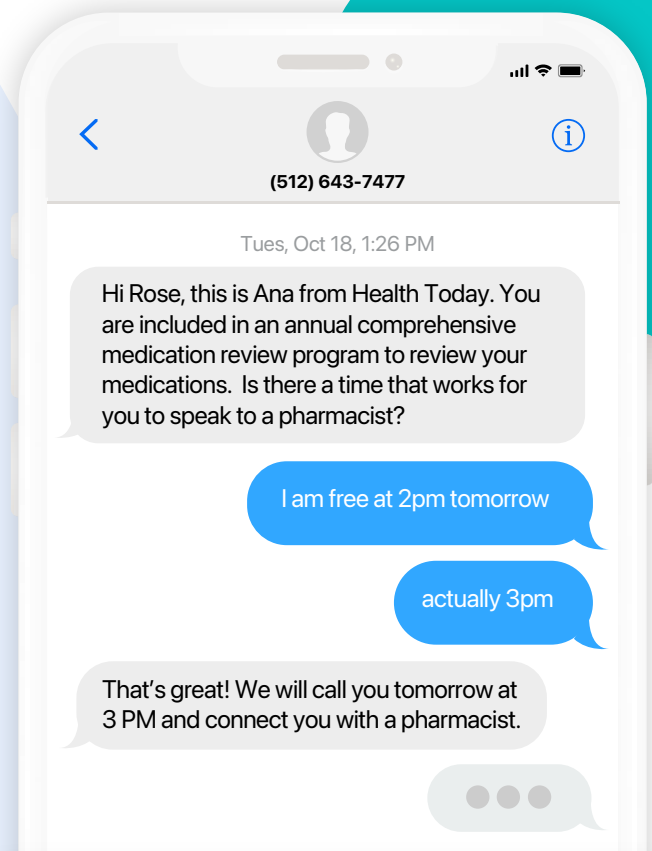 (512) 643-7477
Tues, Oct 18, 1:26 PM
Hi Rose, this is Ana from Health Today. You
are included in an annual comprehensive
medication review program to review your
medications.  Is there a time that works for
you to speak to a pharmacist?
I am free at 2pm tomorrow
actually 3pm
That’s great! We will call you tomorrow at
3 PM and connect you with a pharmacist.